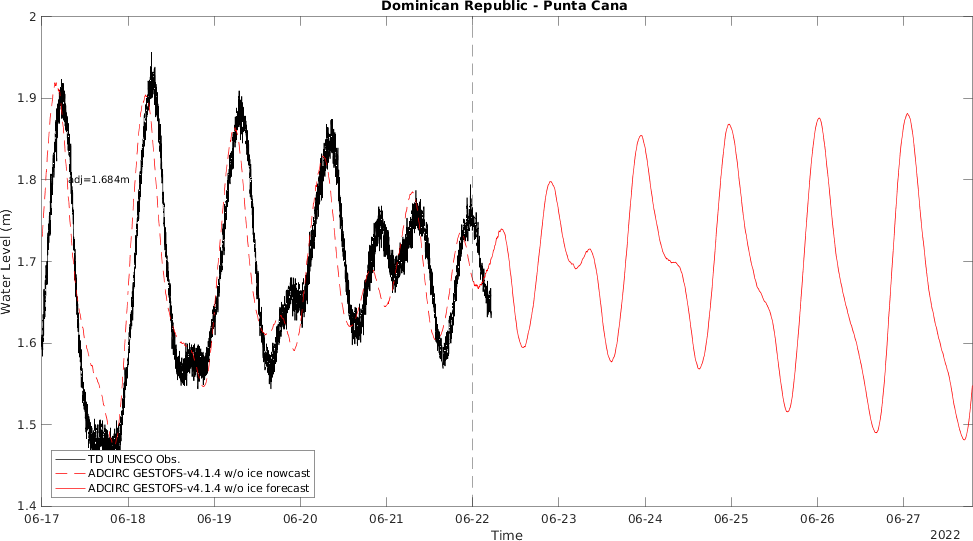 Dominican Republic - Punta Cana
2
1.9
1.8
1.7
1.6
1.5
1.4
Water Level (m)
adj=1.684m
TD UNESCO Obs.
ADCIRC GESTOFS-v4.1.4 w/o ice nowcast
ADCIRC GESTOFS-v4.1.4 w/o ice forecast
06-17 06-18 06-19 06-20 06-21 06-22 06-23 06-24 06-25 06-26 06-27
Time
2022